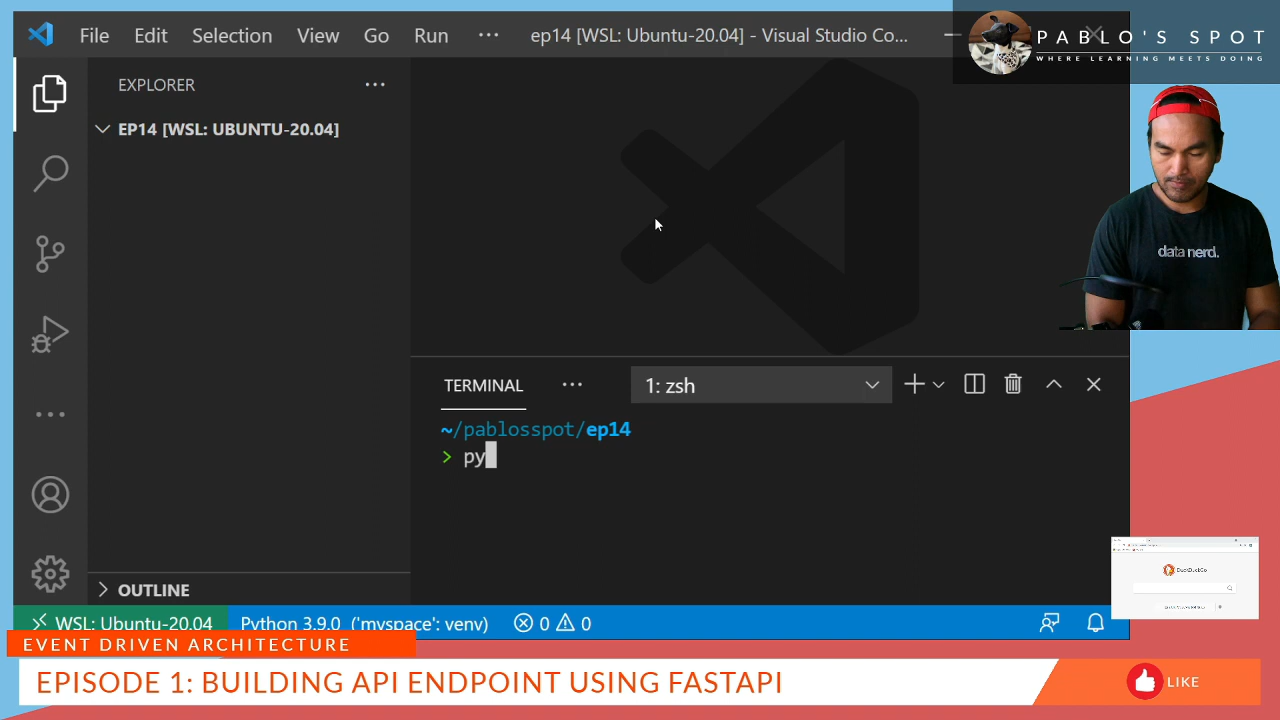 File Edit Selection View Go Run ··· ep14 [WSL: Ubuntu-20.04] - Visual Studio Co...
PABLO'S SPOT
WHERE LEARNING MEETS DOING
EXPLORER ···
EP14 [WSL: UBUNTU-20.04]
data nerd.
TERMINAL ··· 1: zsh
~/pablosspot/ep14
> py
DuckDuckGo
OUTLINE
WSL: Ubuntu-20.04 Python 3.9.0 ('myspace': venv) 0 0
EVENT DRIVEN ARCHITECTURE
EPISODE 1: BUILDING API ENDPOINT USING FASTAPI
LIKE